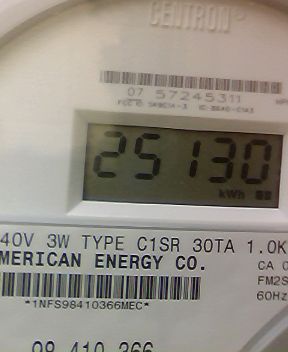 CENTRON®
07 57245311
25130
kWh
40V 3W TYPE C1SR 30TA 1.0K
MERICAN ENERGY CO.
CA 0
FM2S
60Hz
*1NFS98410366MEC*
98 410 366